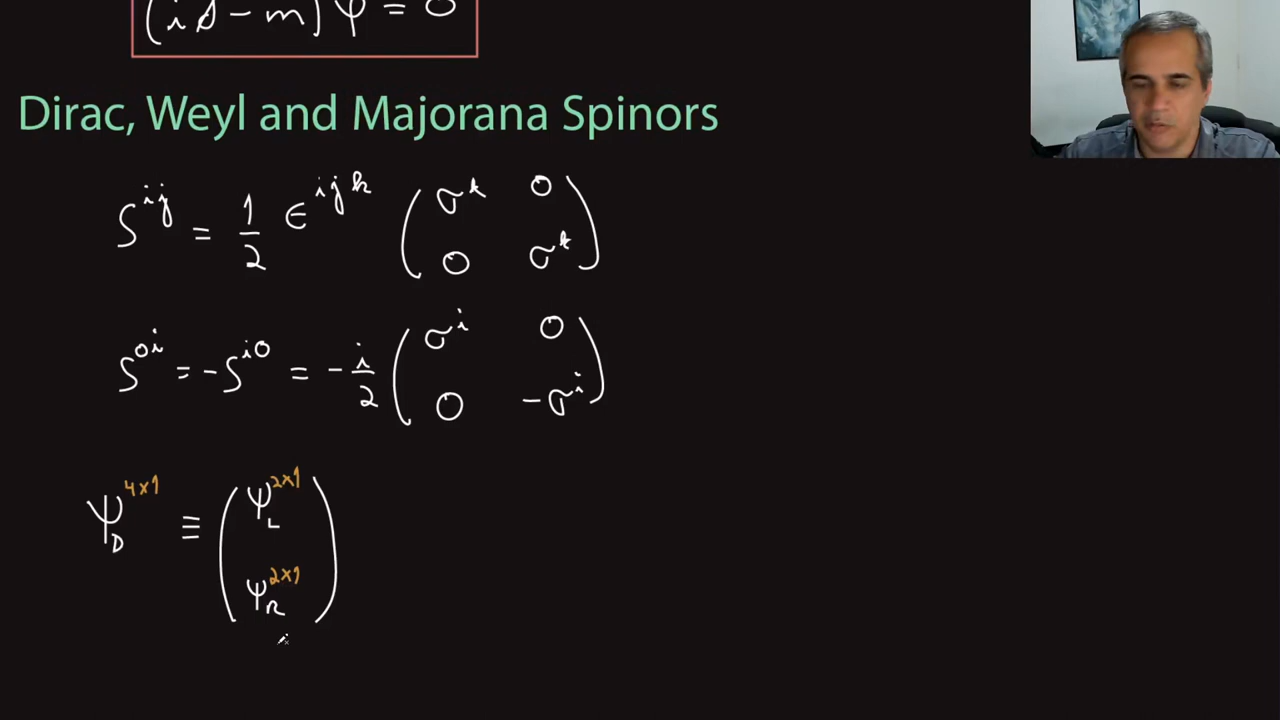 (i∂̸ − m)ψ = 0
Dirac, Weyl and Majorana Spinors
S^{ij} = 1/2 ϵ^{ijk} ( σ^k 0
0 σ^k )
S^{0i} = −S^{i0} = −i/2 ( σ^i 0
0 −σ^i )
ψ_D^{4×1} ≡ ( ψ_L^{2×1}
ψ_R^{2×1} )